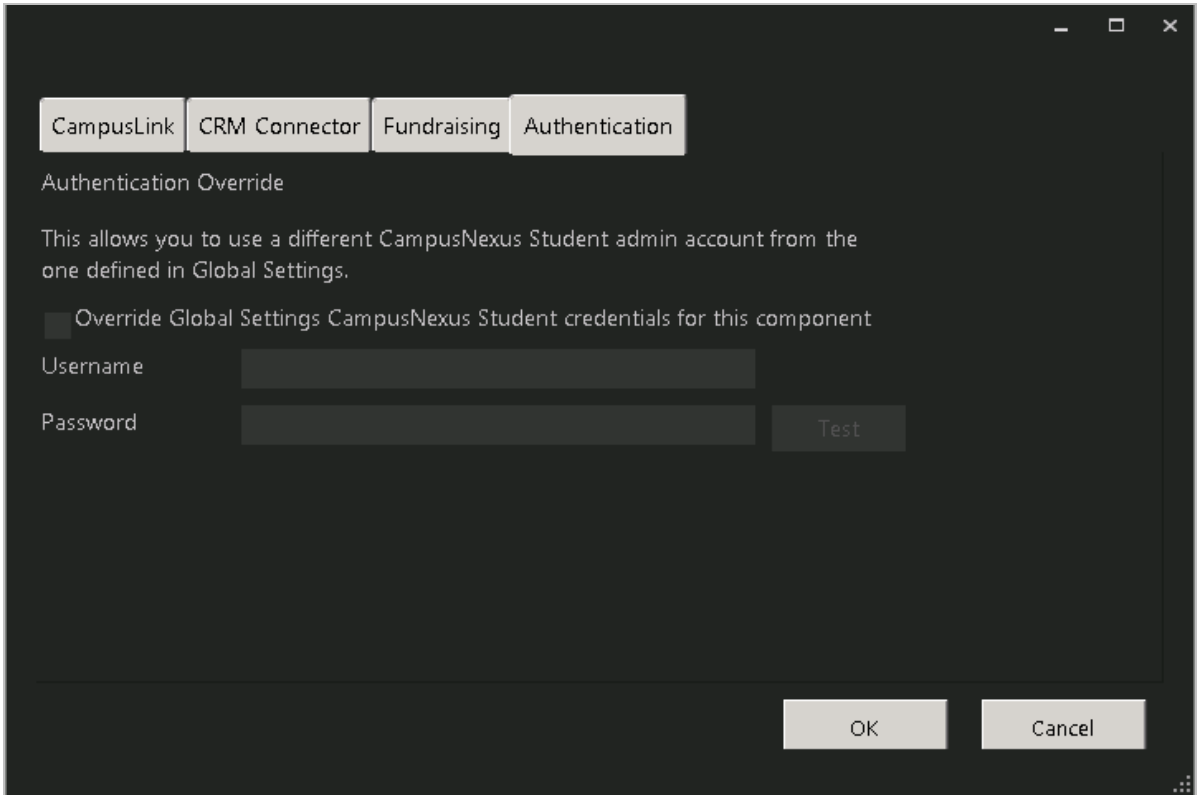 CampusLink CRM Connector Fundraising Authentication
Authentication Override
This allows you to use a different CampusNexus Student admin account from the
one defined in Global Settings.
Override Global Settings CampusNexus Student credentials for this component
Username
Password
Test
OK Cancel